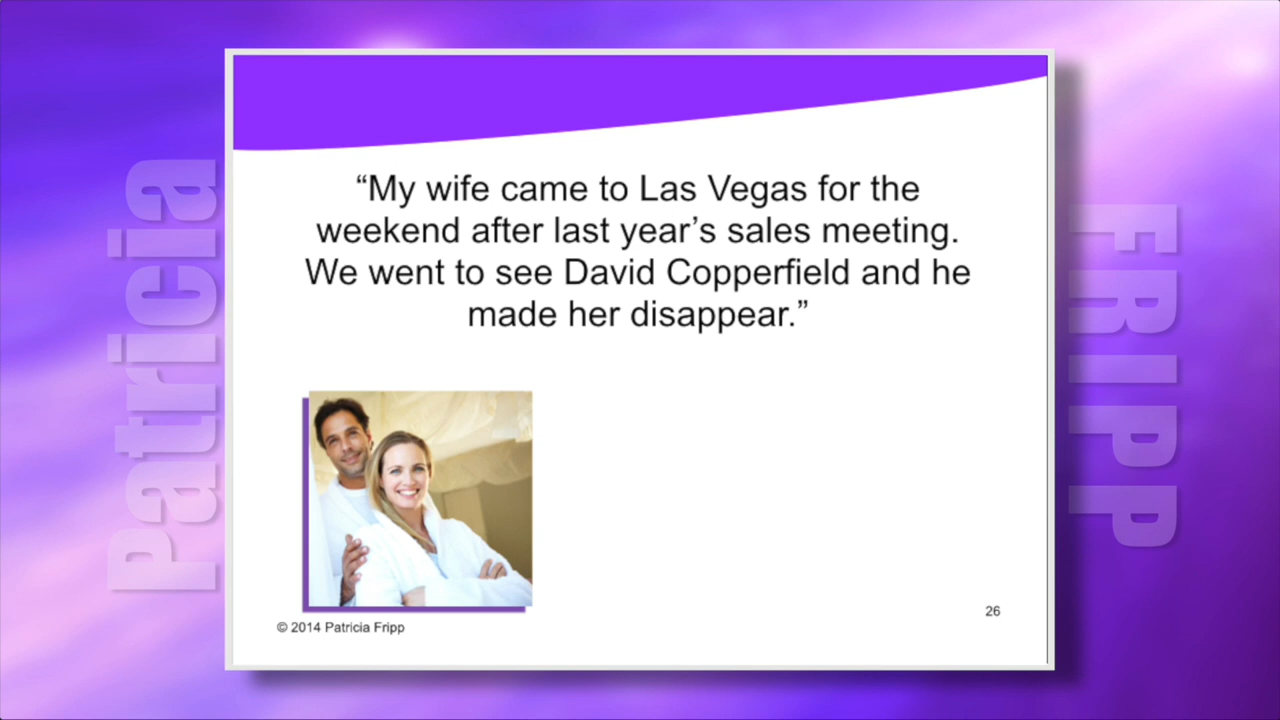 Patricia
“My wife came to Las Vegas for the
weekend after last year’s sales meeting.
We went to see David Copperfield and he
made her disappear.”
26
© 2014 Patricia Fripp
FRIPP